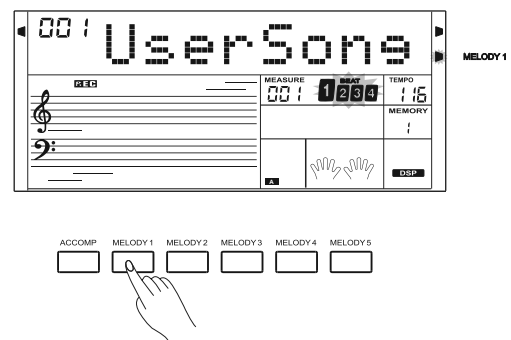 001 UserSong
MELODY 1
REC
MEASURE
001
BEAT
1 2 3 4
TEMPO
116
MEMORY
1
A
DSP
ACCOMP MELODY 1 MELODY 2 MELODY 3 MELODY 4 MELODY 5